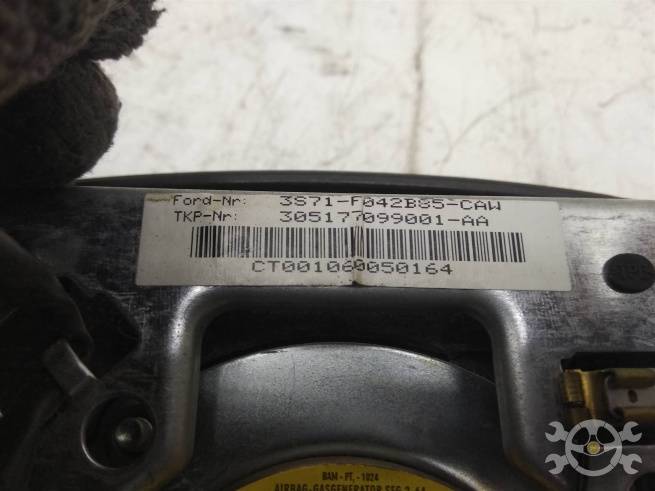 Ford-Nr: 3S71-F042B85-CAW
TKP-Nr: 305177099001-AA
CT001060050164
BAM - PT, - 1024
AIRBAG-GASGENERATOR